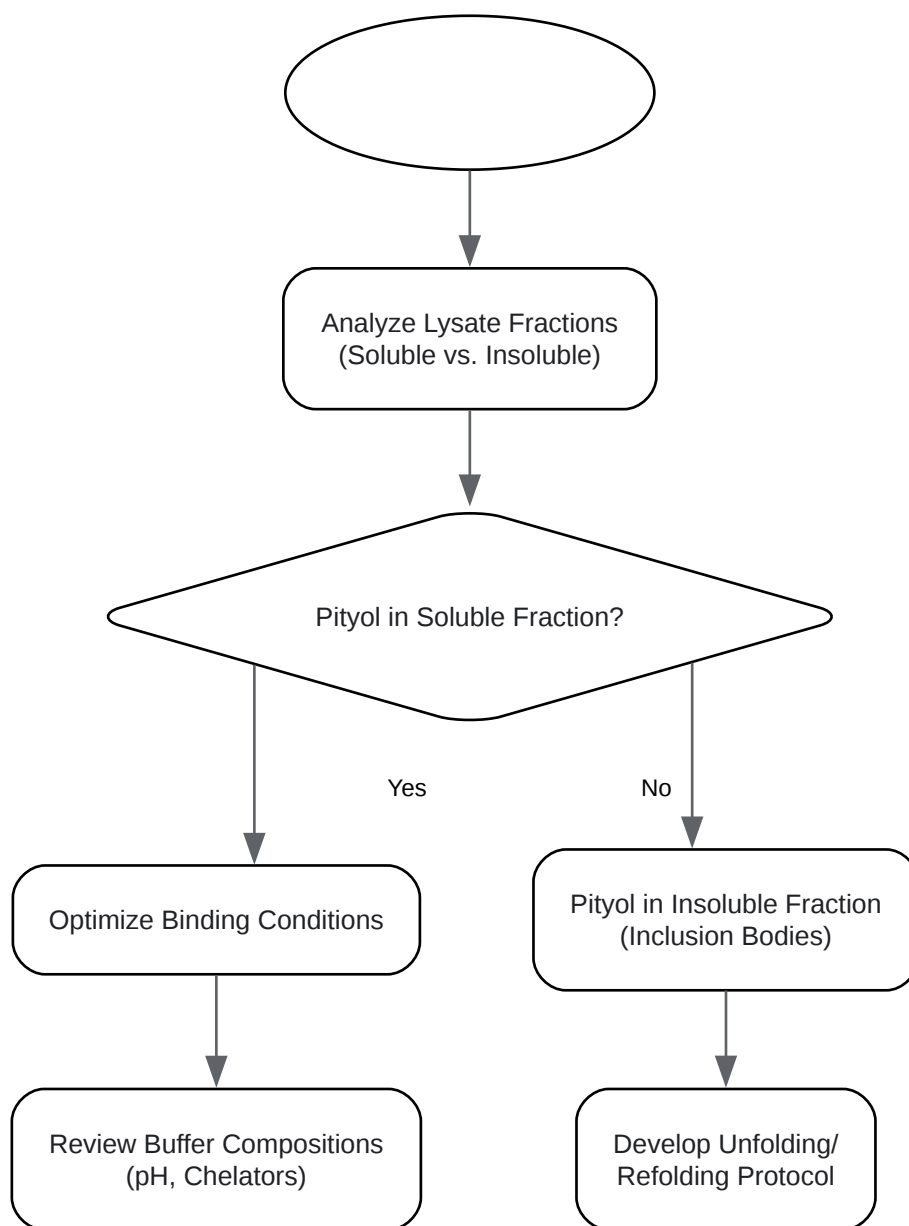 Analyze Lysate Fractions
(Soluble vs. Insoluble)
Pityol in Soluble Fraction?
Yes
No
Optimize Binding Conditions
Pityol in Insoluble Fraction
(Inclusion Bodies)
Review Buffer Compositions
(pH, Chelators)
Develop Unfolding/
Refolding Protocol